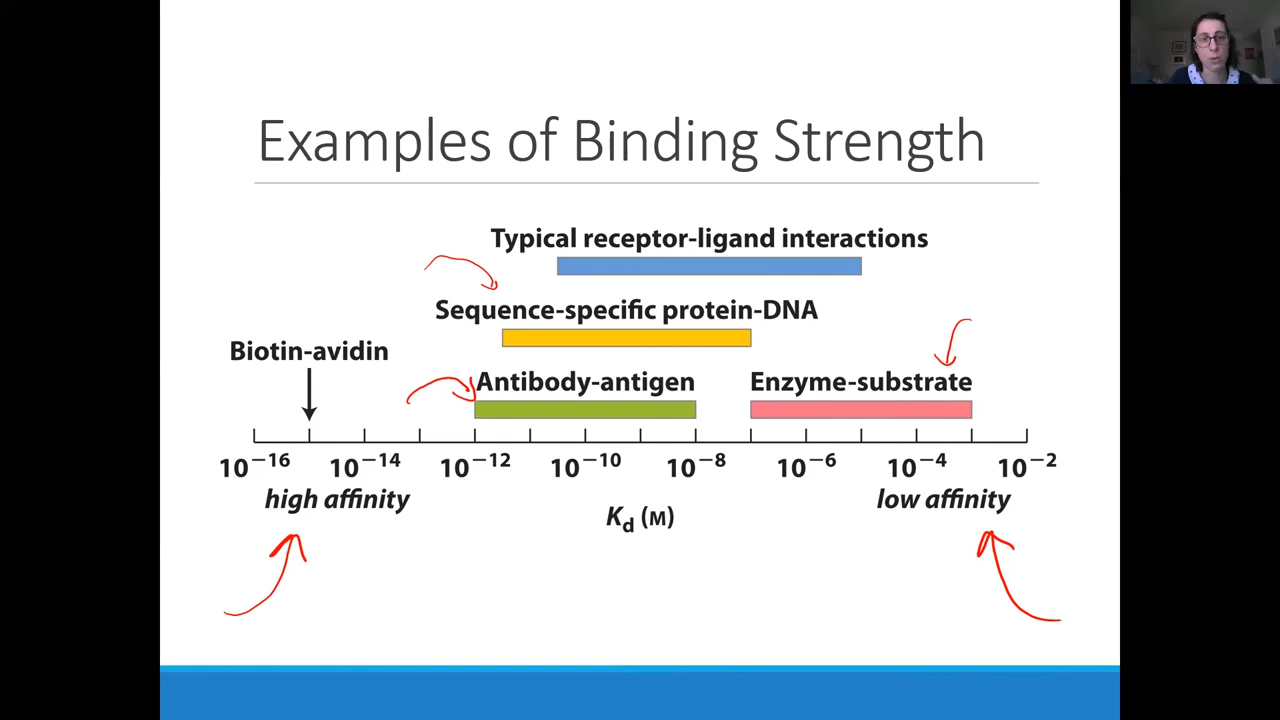 Examples of Binding Strength
Typical receptor-ligand interactions
Sequence-specific protein-DNA
Biotin-avidin
Antibody-antigen
Enzyme-substrate
10⁻¹⁶ 10⁻¹⁴ 10⁻¹² 10⁻¹⁰ 10⁻⁸ 10⁻⁶ 10⁻⁴ 10⁻²
high affinity
low affinity
K_d (M)